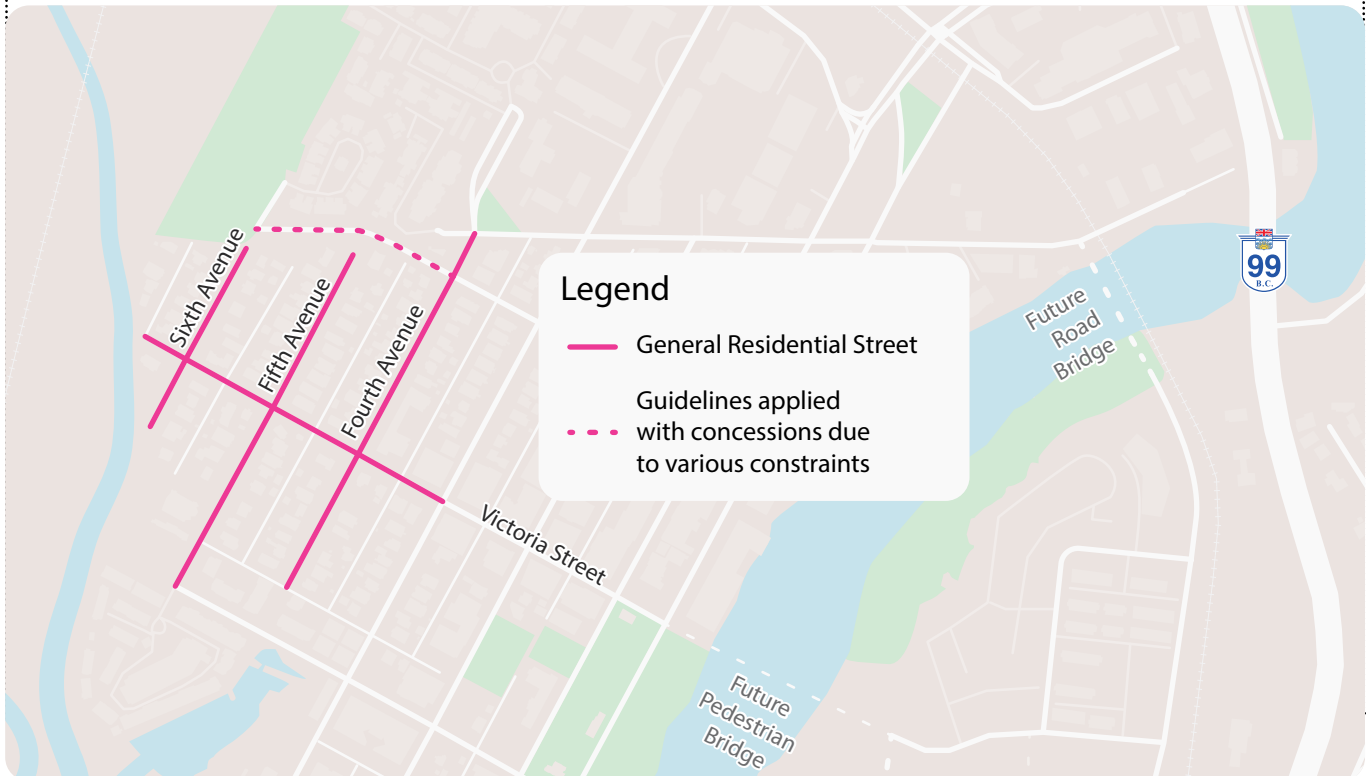 Sixth Avenue
Fifth Avenue
Fourth Avenue
Victoria Street
Legend
General Residential Street
Guidelines applied
with concessions due
to various constraints
Future
Road
Bridge
99
B.C.
Future
Pedestrian
Bridge